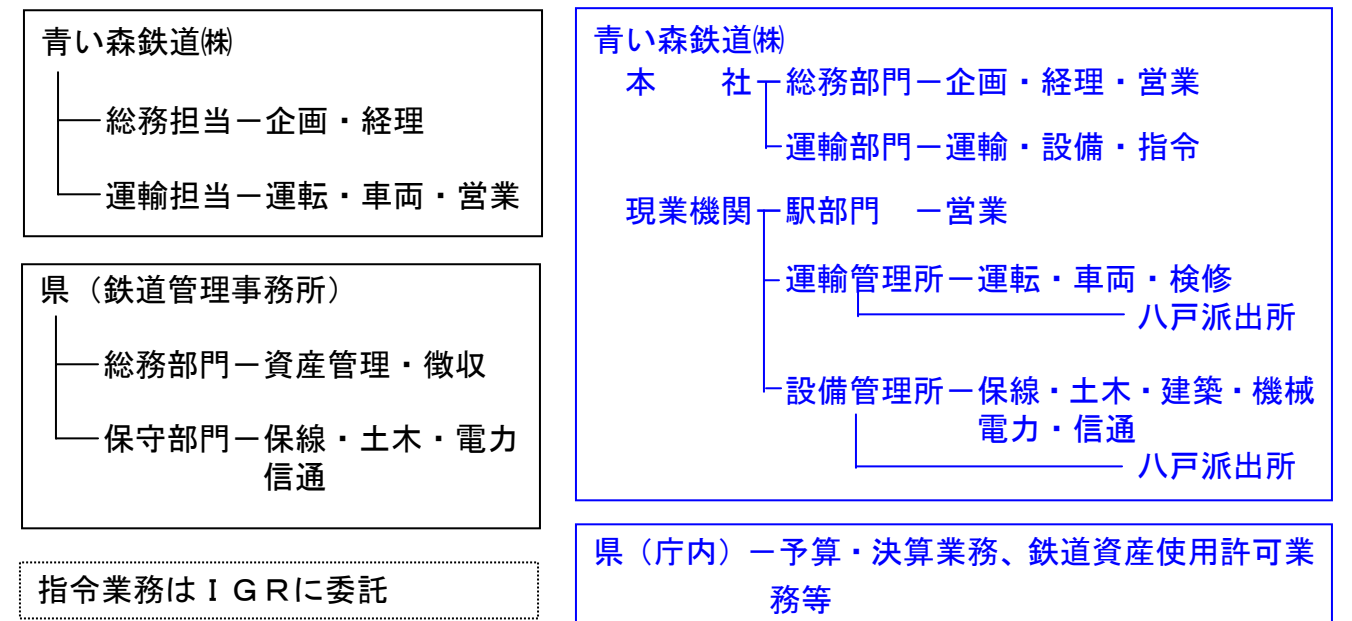 青い森鉄道㈱
総務担当－企画・経理
運輸担当－運転・車両・営業
県（鉄道管理事務所）
総務部門－資産管理・徴収
保守部門－保線・土木・電力
信通
指令業務はＩＧＲに委託
青い森鉄道㈱
本　　社－総務部門－企画・経理・営業
運輸部門－運輸・設備・指令
現業機関－駅部門　－営業
運輸管理所－運転・車両・検修
八戸派出所
設備管理所－保線・土木・建築・機械
電力・信通
八戸派出所
県（庁内）－予算・決算業務、鉄道資産使用許可業
務等